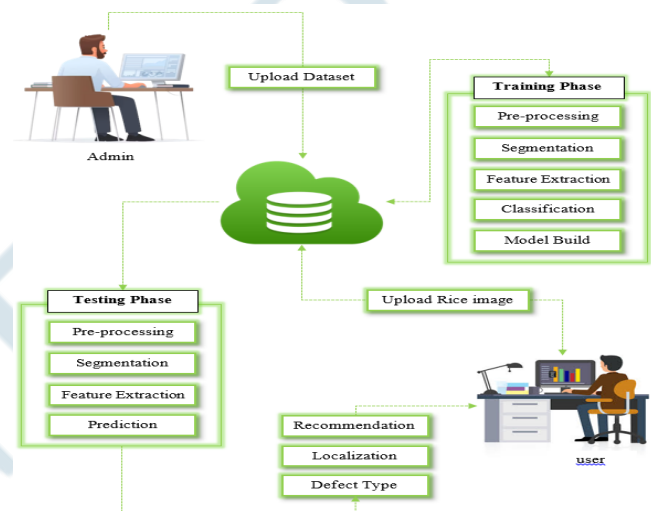 Upload Dataset
Admin
Training Phase
Pre-processing
Segmentation
Feature Extraction
Classification
Model Build
Upload Rice image
Testing Phase
Pre-processing
Segmentation
Feature Extraction
Prediction
Recommendation
Localization
Defect Type
user